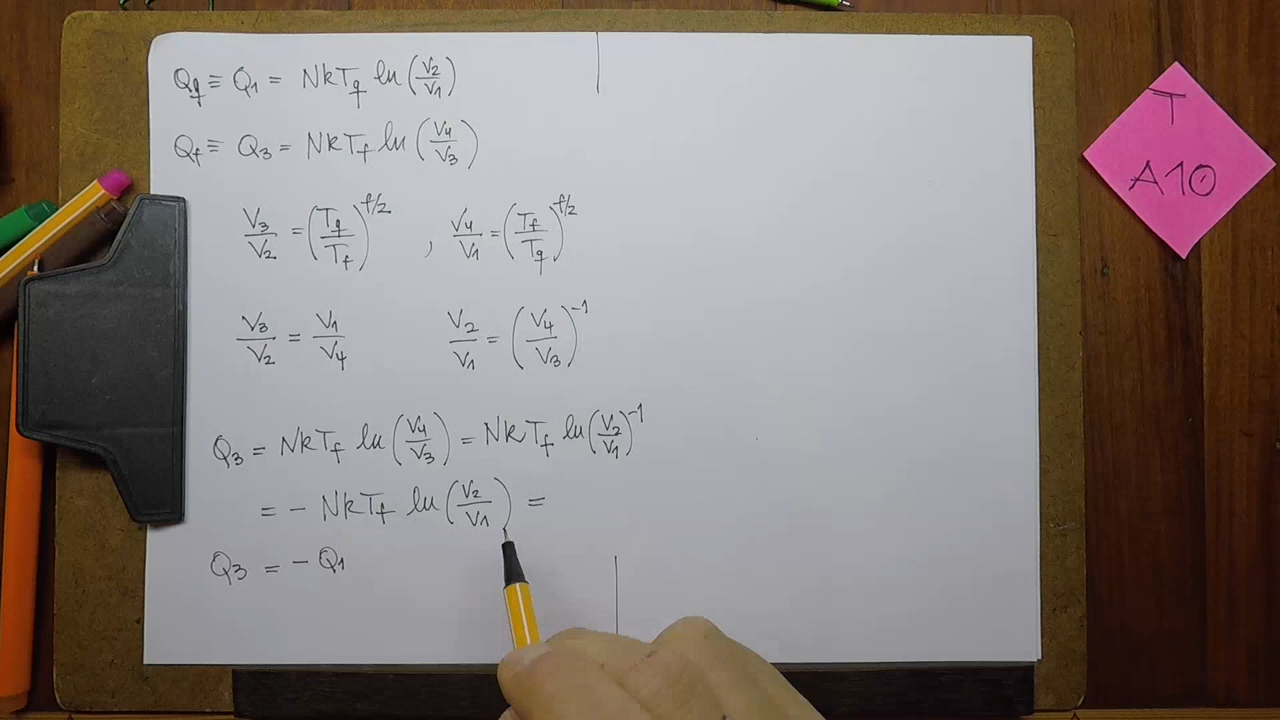 Qq ≡ Q1 = NkTq ln(V2/V1)
Qf ≡ Q3 = NkTf ln(V4/V3)
V3/V2 = (Tq/Tf)^f/2 , V4/V1 = (Tf/Tq)^f/2
V3/V2 = V1/V4 V2/V1 = (V4/V3)^-1
Q3 = NkTf ln(V4/V3) = NkTf ln(V2/V1)^-1
= - NkTf ln(V2/V1) =
Q3 = - Q1
T
A10